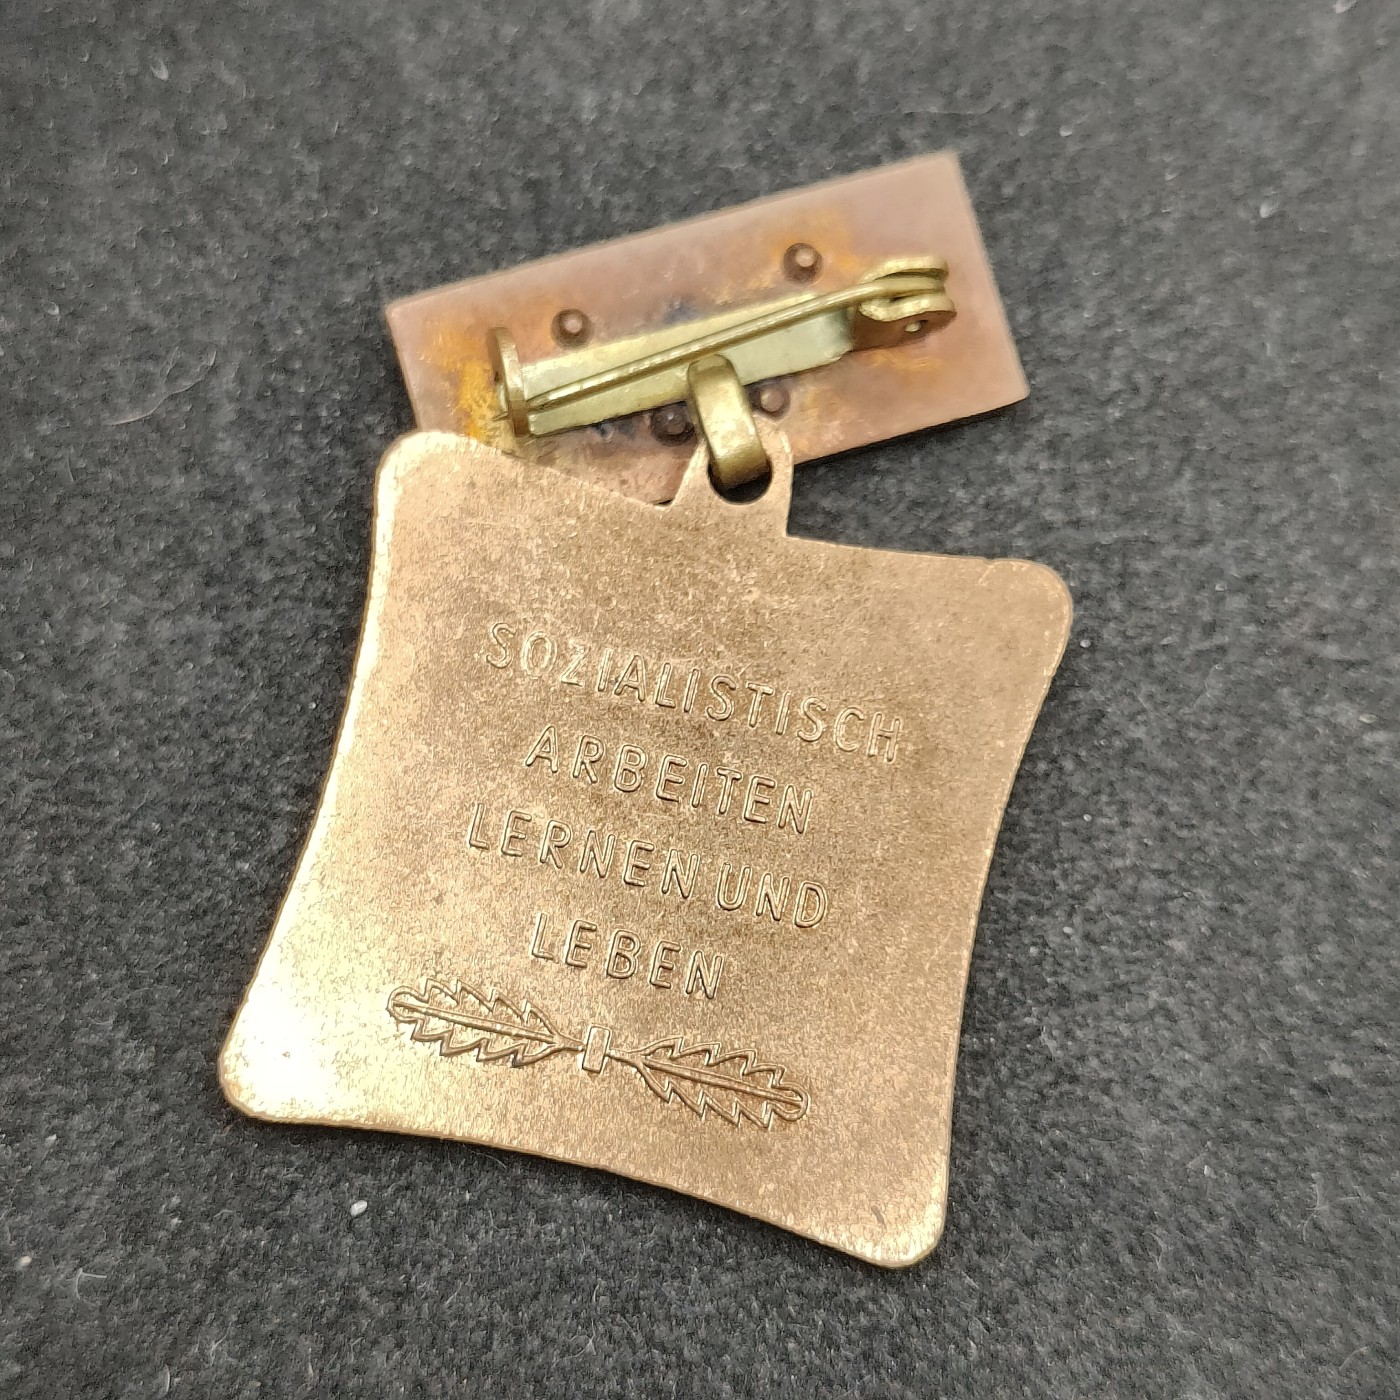 SOZIALISTISCH
ARBEITEN
LERNEN UND
LEBEN